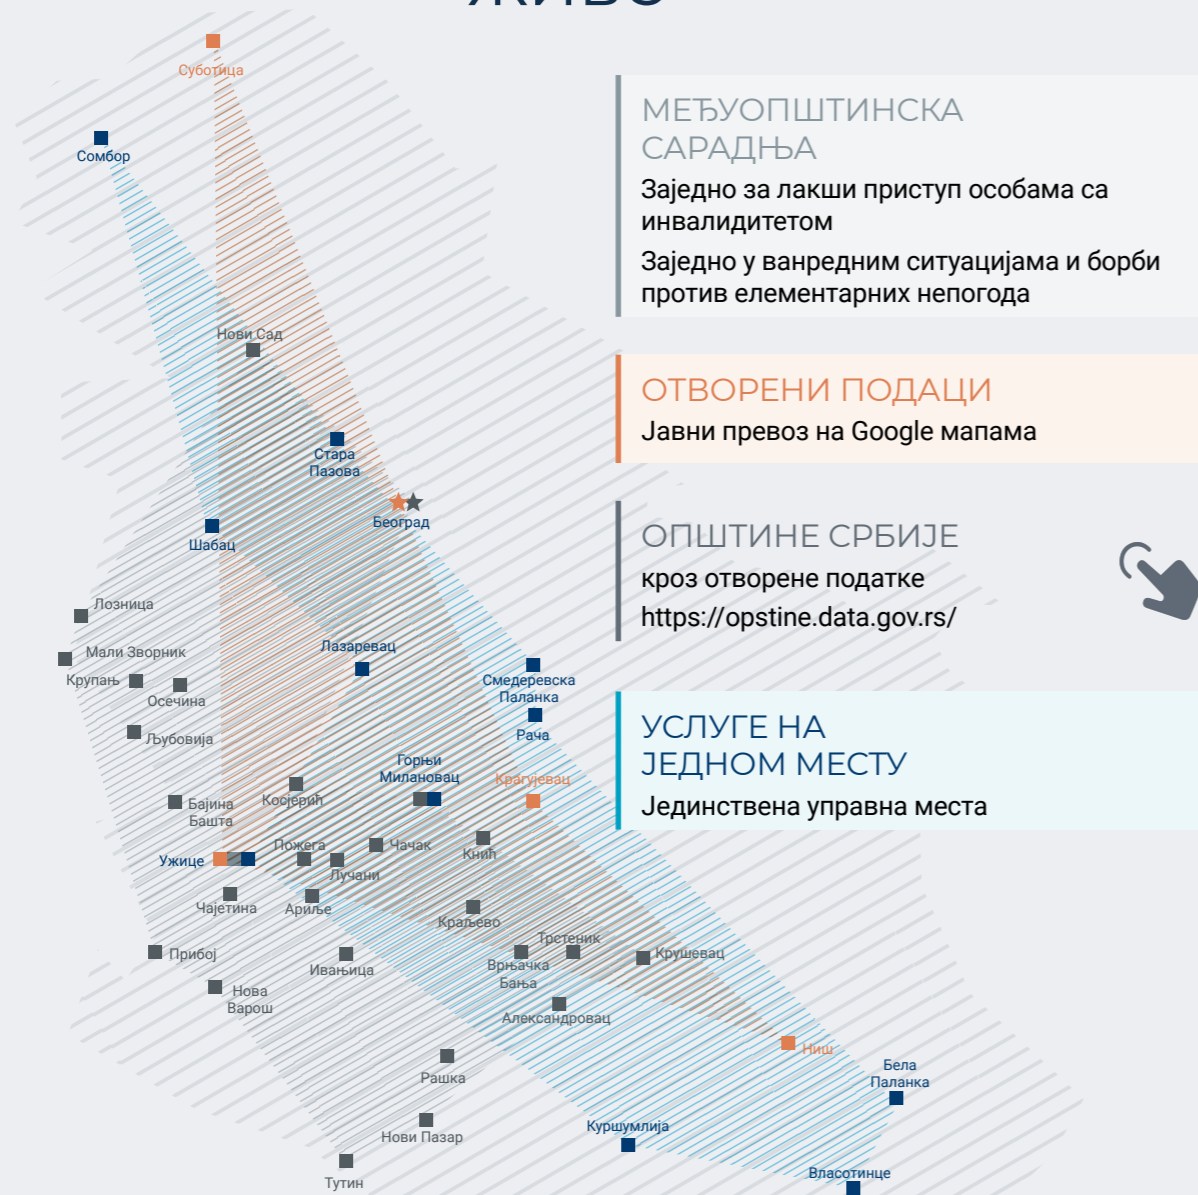 Суботица
Сомбор
Нови Сад
Стара
Пазова
Београд
Шабац
Лозница
Мали Зворник
Крупањ
Осечина
Љубовија
Лазаревац
Смедеревска
Паланка
Рача
Горњи
Милановац
Крагујевац
Косјерић
Бајина
Башта
Ужице
Пожега
Лучани
Чачак
Кнић
Чајетина
Ариље
Краљево
Трстеник
Врњачка
Бања
Крушевац
Прибој
Ивањица
Нова
Варош
Александровац
Ниш
Рашка
Бела
Паланка
Нови Пазар
Куршумлија
Тутин
Власотинце
МЕЂУОПШТИНСКА
САРАДЊА
Заједно за лакши приступ особама са
инвалидитетом
Заједно у ванредним ситуацијама и борби
против елементарних непогода
ОТВОРЕНИ ПОДАЦИ
Јавни превоз на Google мапама
ОПШТИНЕ СРБИЈЕ
кроз отворене податке
https://opstine.data.gov.rs/
УСЛУГЕ НА
ЈЕДНОМ МЕСТУ
Јединствена управна места